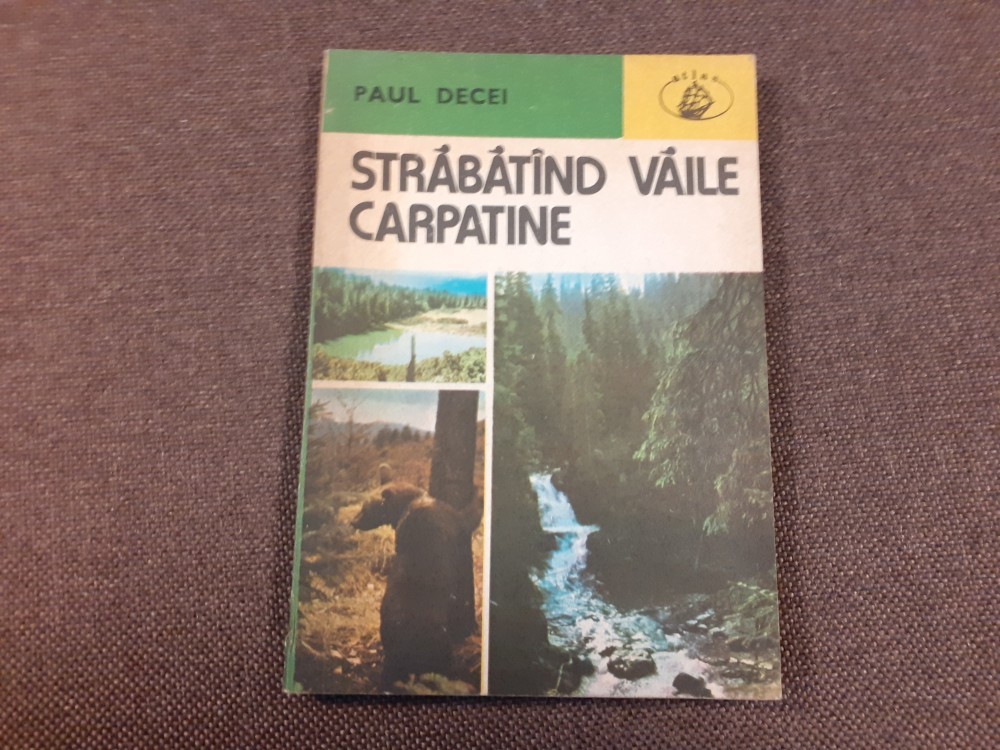 PAUL DECEI
STRĂBĂTÎND VĂILE
CARPATINE